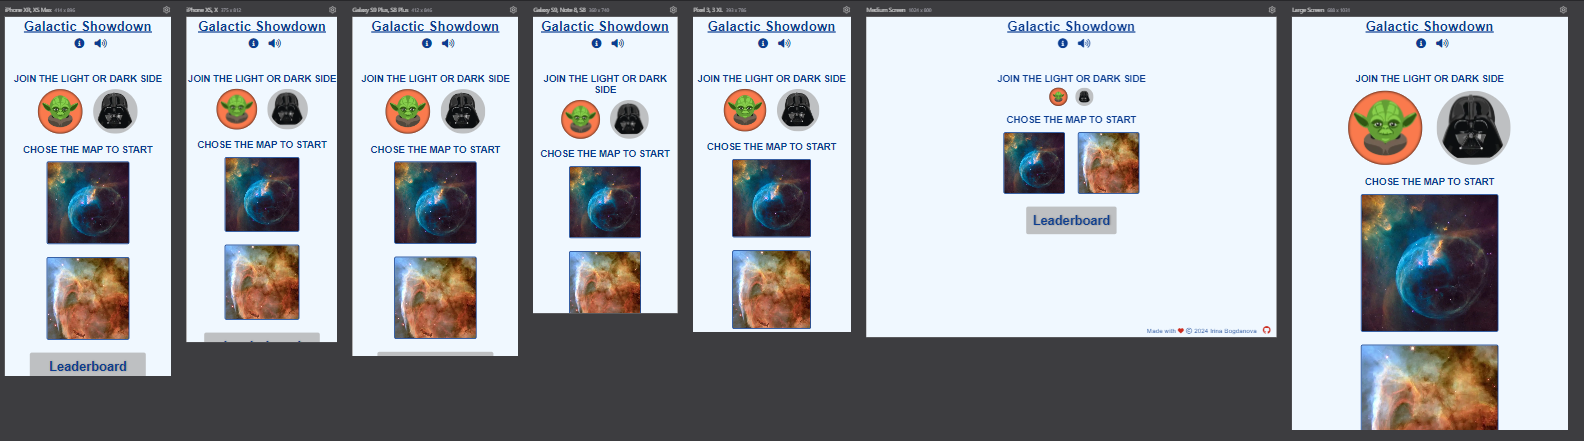 iPhone XR, XS Max 414 x 896
Galactic Showdown
JOIN THE LIGHT OR DARK SIDE
CHOSE THE MAP TO START
Leaderboard
iPhone XS, X 375 x 812
Galactic Showdown
JOIN THE LIGHT OR DARK SIDE
CHOSE THE MAP TO START
Galaxy S9 Plus, S8 Plus 412 x 846
Galactic Showdown
JOIN THE LIGHT OR DARK SIDE
CHOSE THE MAP TO START
Galaxy S9, Note 8, S8 360 x 740
Galactic Showdown
JOIN THE LIGHT OR DARK
SIDE
CHOSE THE MAP TO START
Pixel 3, 3 XL 393 x 786
Galactic Showdown
JOIN THE LIGHT OR DARK SIDE
CHOSE THE MAP TO START
Medium Screen 1024 x 800
Galactic Showdown
JOIN THE LIGHT OR DARK SIDE
CHOSE THE MAP TO START
Leaderboard
Made with ❤ © 2024 Irina Bogdanova
Lerge Screen
Galactic Showdown
JOIN THE LIGHT OR DARK SIDE
CHOSE THE MAP TO START